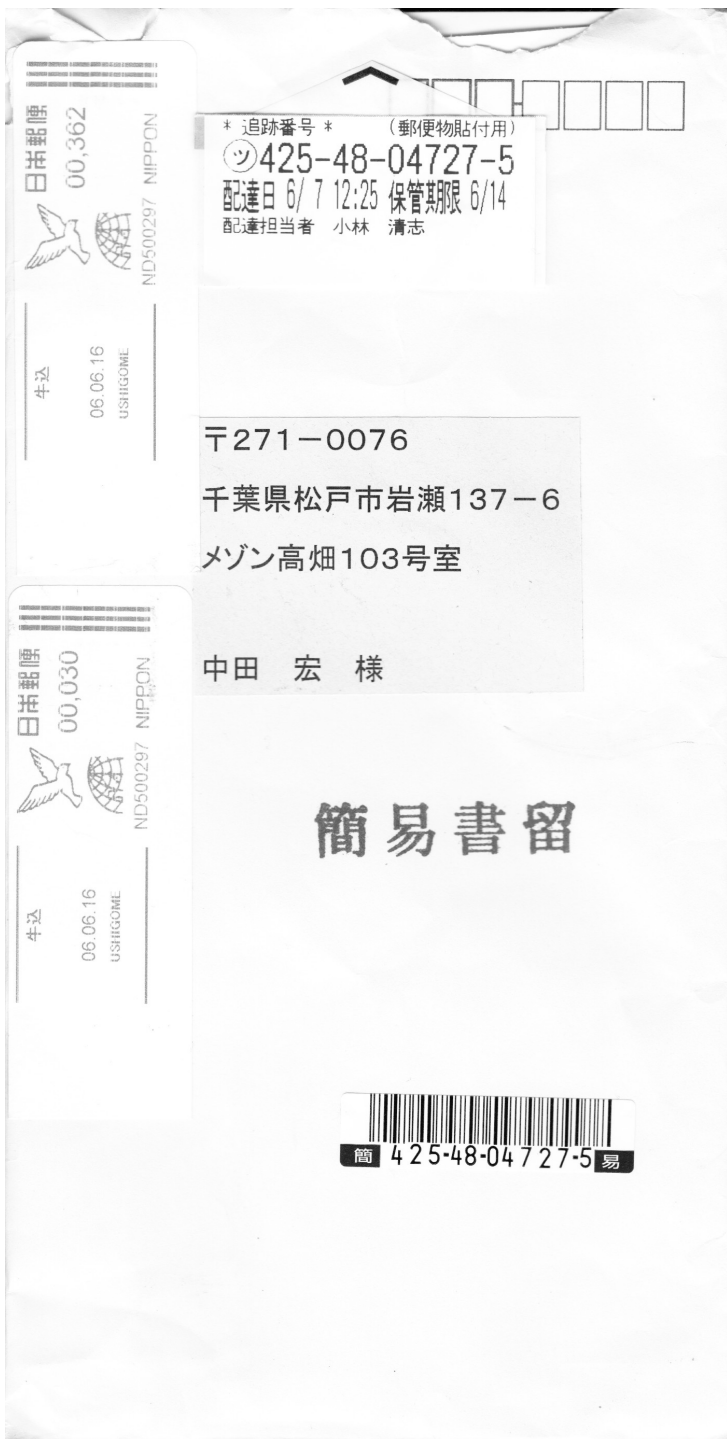 * 追跡番号 * (郵便物貼付用)
ツ425-48-04727-5
配達日 6/ 7 12:25 保管期限 6/14
配達担当者 小林 清志
日本郵便
00,362
ND500297 NIPPON
牛込
06.06.16
USHIGOME
〒271-0076
千葉県松戸市岩瀬137-6
メゾン高畑103号室
中田 宏 様
日本郵便
00,030
ND500297 NIPPON
牛込
06.06.16
USHIGOME
簡易書留
簡 425-48-04727-5 易